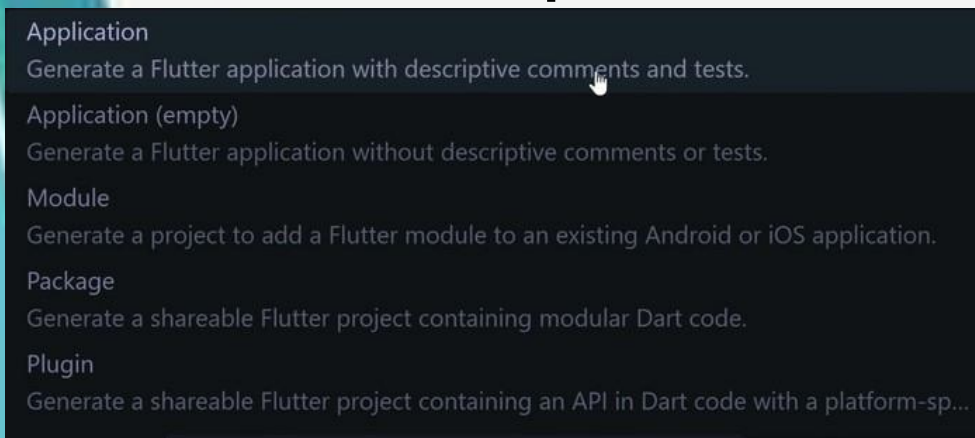 Application
Generate a Flutter application with descriptive comments and tests.
Application (empty)
Generate a Flutter application without descriptive comments or tests.
Module
Generate a project to add a Flutter module to an existing Android or iOS application.
Package
Generate a shareable Flutter project containing modular Dart code.
Plugin
Generate a shareable Flutter project containing an API in Dart code with a platform-sp...